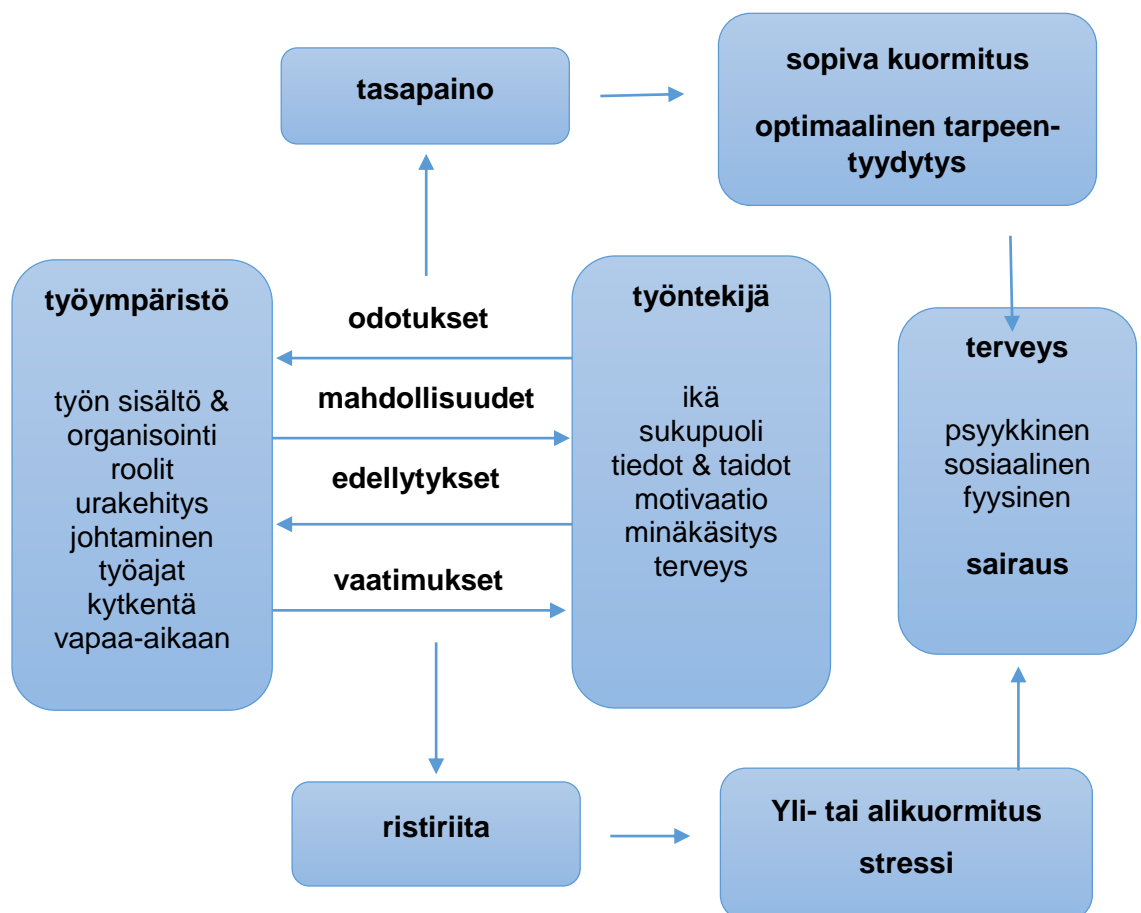 tasapaino
sopiva kuormitus
optimaalinen tarpeen-
tyydytys
työympäristö
työn sisältö &
organisointi
roolit
urakehitys
johtaminen
työajat
kytkentä
vapaa-aikaan
odotukset
mahdollisuudet
edellytykset
vaatimukset
työntekijä
ikä
sukupuoli
tiedot & taidot
motivaatio
minäkäsitys
terveys
terveys
psyykkinen
sosiaalinen
fyysinen
sairaus
ristiriita
Yli- tai alikuormitus
stressi